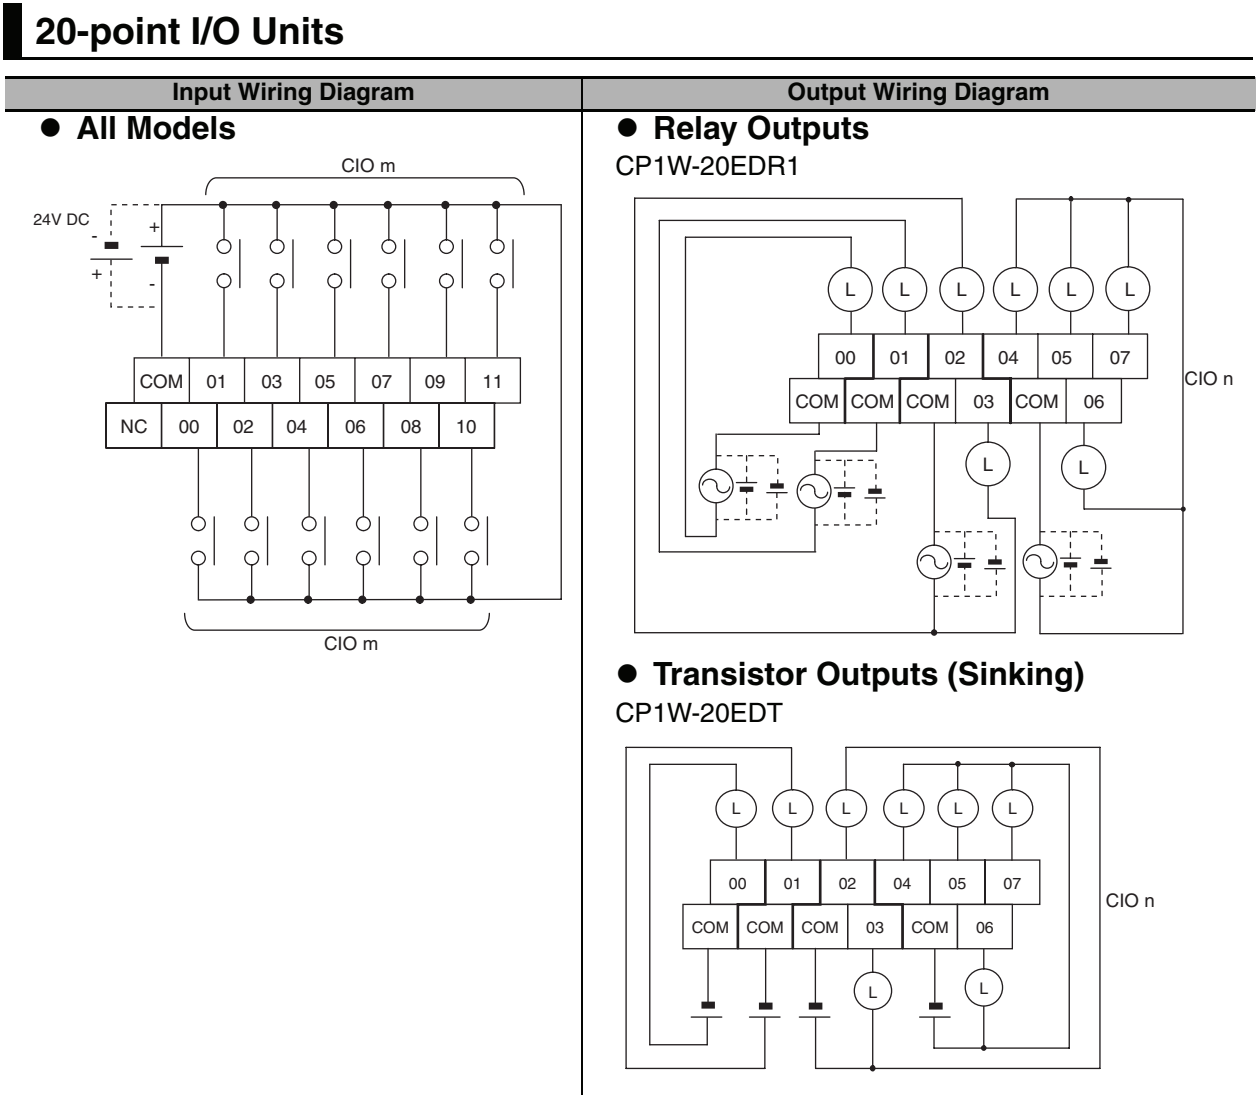 20-point I/O Units
Input Wiring Diagram
Output Wiring Diagram
● All Models
CIO m
24V DC
- +
+ -
COM 01 03 05 07 09 11
NC 00 02 04 06 08 10
CIO m
● Relay Outputs
CP1W-20EDR1
L L L L L L
00 01 02 04 05 07
CIO n
COM COM COM 03 COM 06
L L
● Transistor Outputs (Sinking)
CP1W-20EDT
L L L L L L
00 01 02 04 05 07
CIO n
COM COM COM 03 COM 06
L L